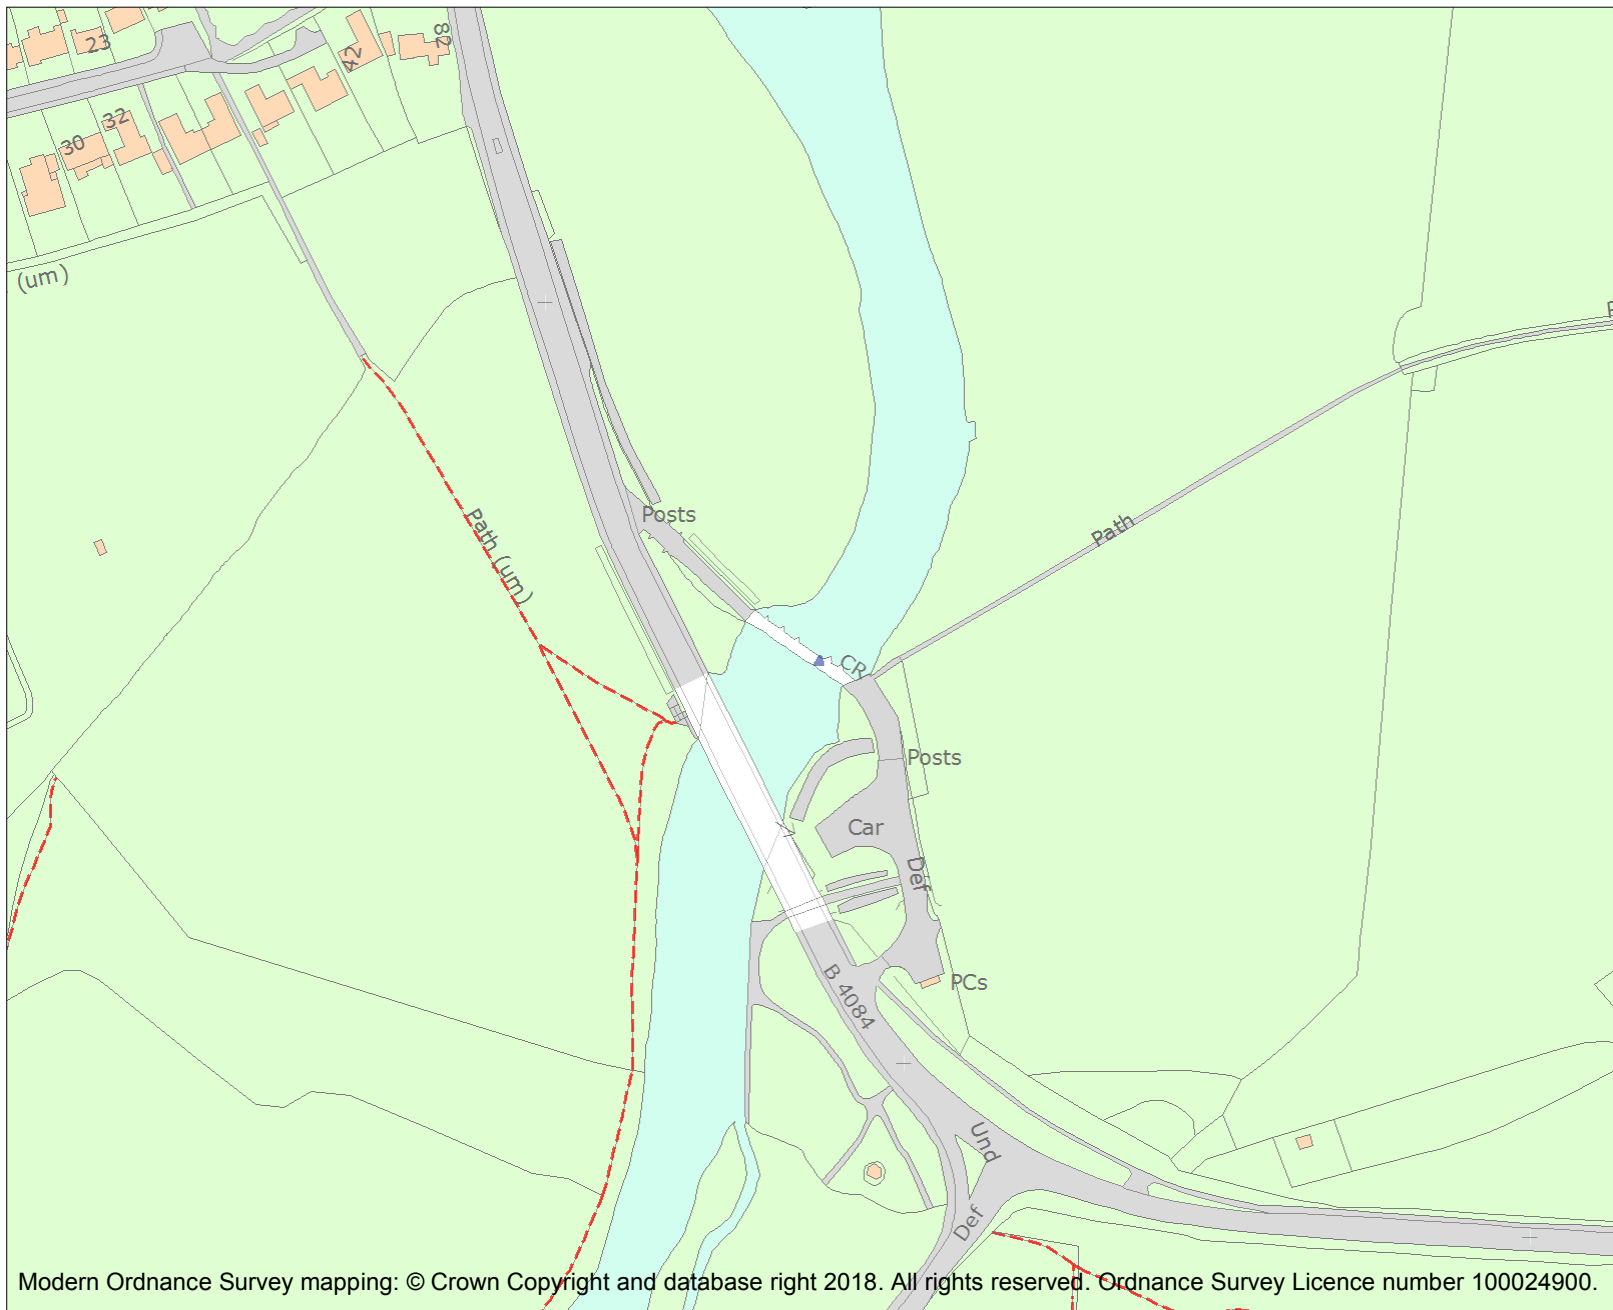 23
42
82
32
30
(um)
Posts
Path (um)
Path
CR
Posts
Car
Def
PCs
B 4084
Und
Def
Modern Ordnance Survey mapping: © Crown Copyright and database right 2018. All rights reserved. Ordnance Survey Licence number 100024900.